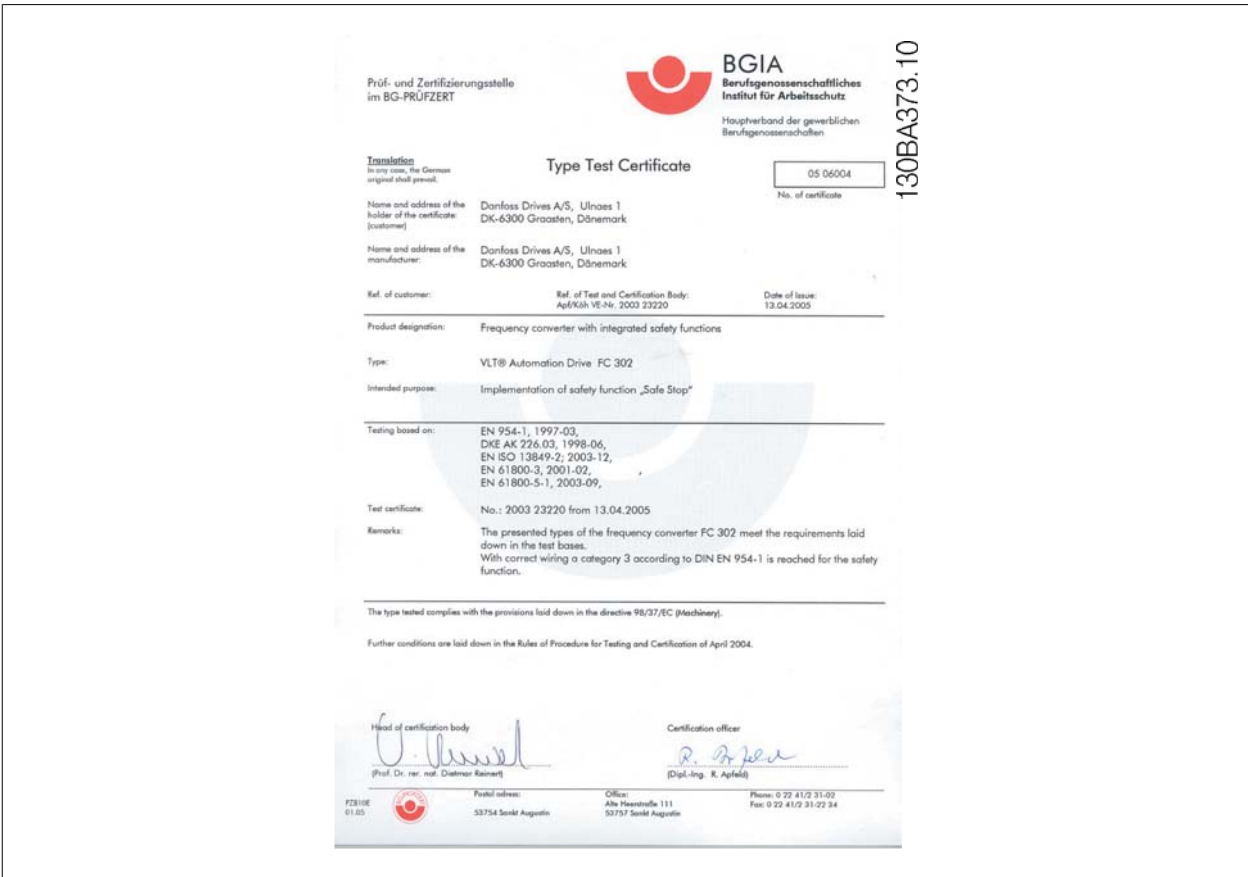 130BA373.10
Prüf- und Zertifizierungsstelle
im BG-PRÜFZERT
BGIA
Berufsgenossenschaftliches
Institut für Arbeitsschutz
Hauptverband der gewerblichen
Berufsgenossenschaften
Translation
In any case, the German
original shall prevail.
Type Test Certificate
05 06004
No. of certificate
Name and address of the
holder of the certificate:
(customer)
Danfoss Drives A/S, Ulnaes 1
DK-6300 Graasten, Dänemark
Name and address of the
manufacturer:
Danfoss Drives A/S, Ulnaes 1
DK-6300 Graasten, Dänemark
Ref. of customer:
Ref. of Test and Certification Body:
Apf/Köh VE-Nr. 2003 23220
Date of Issue:
13.04.2005
Product designation:
Frequency converter with integrated safety functions
Type:
VLT® Automation Drive FC 302
Intended purpose:
Implementation of safety function „Safe Stop“
Testing based on:
EN 954-1, 1997-03,
DKE AK 226.03, 1998-06,
EN ISO 13849-2; 2003-12,
EN 61800-3, 2001-02,
EN 61800-5-1, 2003-09,
Test certificate:
No.: 2003 23220 from 13.04.2005
Remarks:
The presented types of the frequency converter FC 302 meet the requirements laid
down in the test bases.
With correct wiring a category 3 according to DIN EN 954-1 is reached for the safety
function.
The type tested complies with the provisions laid down in the directive 98/37/EC (Machinery).
Further conditions are laid down in the Rules of Procedure for Testing and Certification of April 2004.
Head of certification body
(Prof. Dr. rer. nat. Dietmar Reinert)
Certification officer
R. Apfeld
(Dipl.-Ing. R. Apfeld)
PZB10E
01.05
Postal adress:
53754 Sankt Augustin
Office:
Alte Heerstraße 111
53757 Sankt Augustin
Phone: 0 22 41/2 31-02
Fax: 0 22 41/2 31-22 34